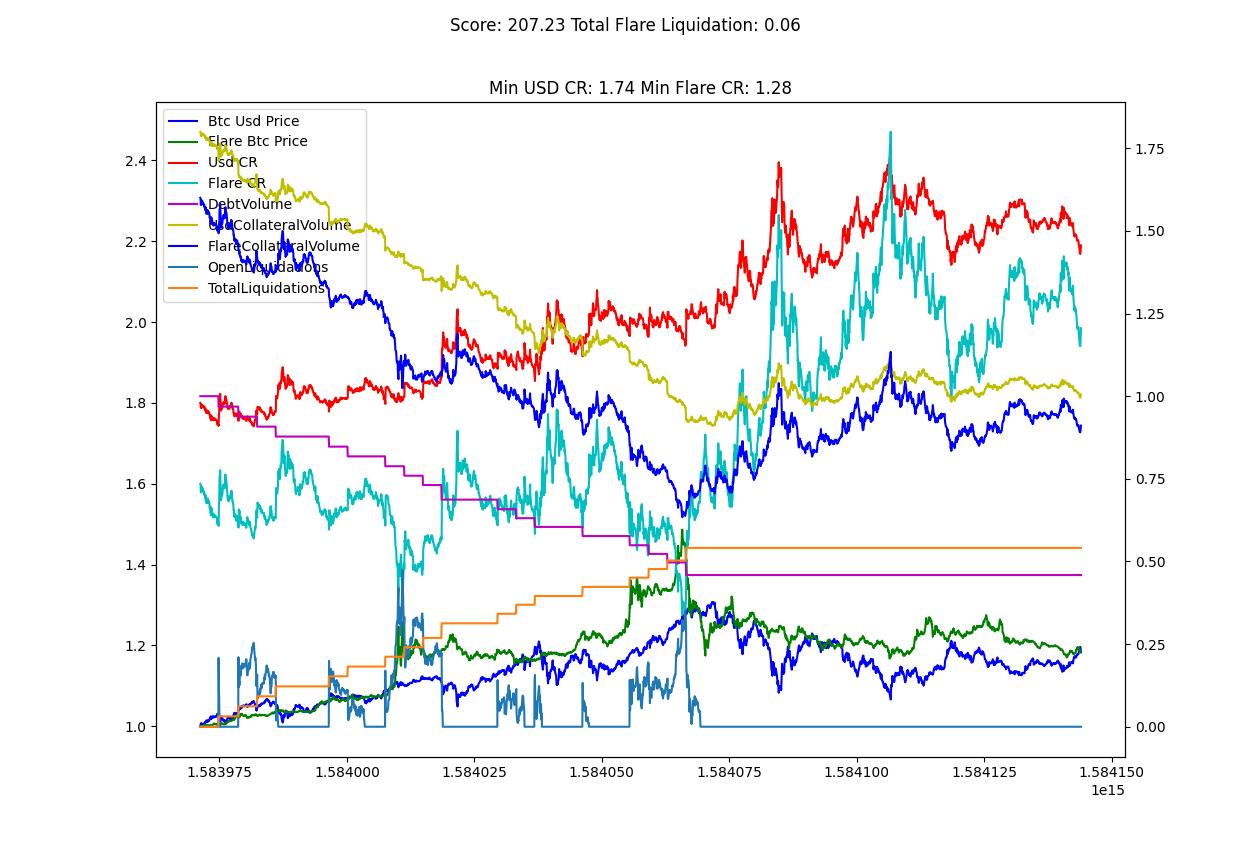 Score: 207.23 Total Flare Liquidation: 0.06
Min USD CR: 1.74 Min Flare CR: 1.28
Btc Usd Price
Flare Btc Price
Usd CR
Flare CR
DebtVolume
UsdCollateralVolume
FlareCollateralVolume
OpenLiquidations
TotalLiquidations
2.4
2.2
2.0
1.8
1.6
1.4
1.2
1.0
1.75
1.50
1.25
1.00
0.75
0.50
0.25
0.00
1.583975
1.584000
1.584025
1.584050
1.584075
1.584100
1.584125
1.584150
1e15